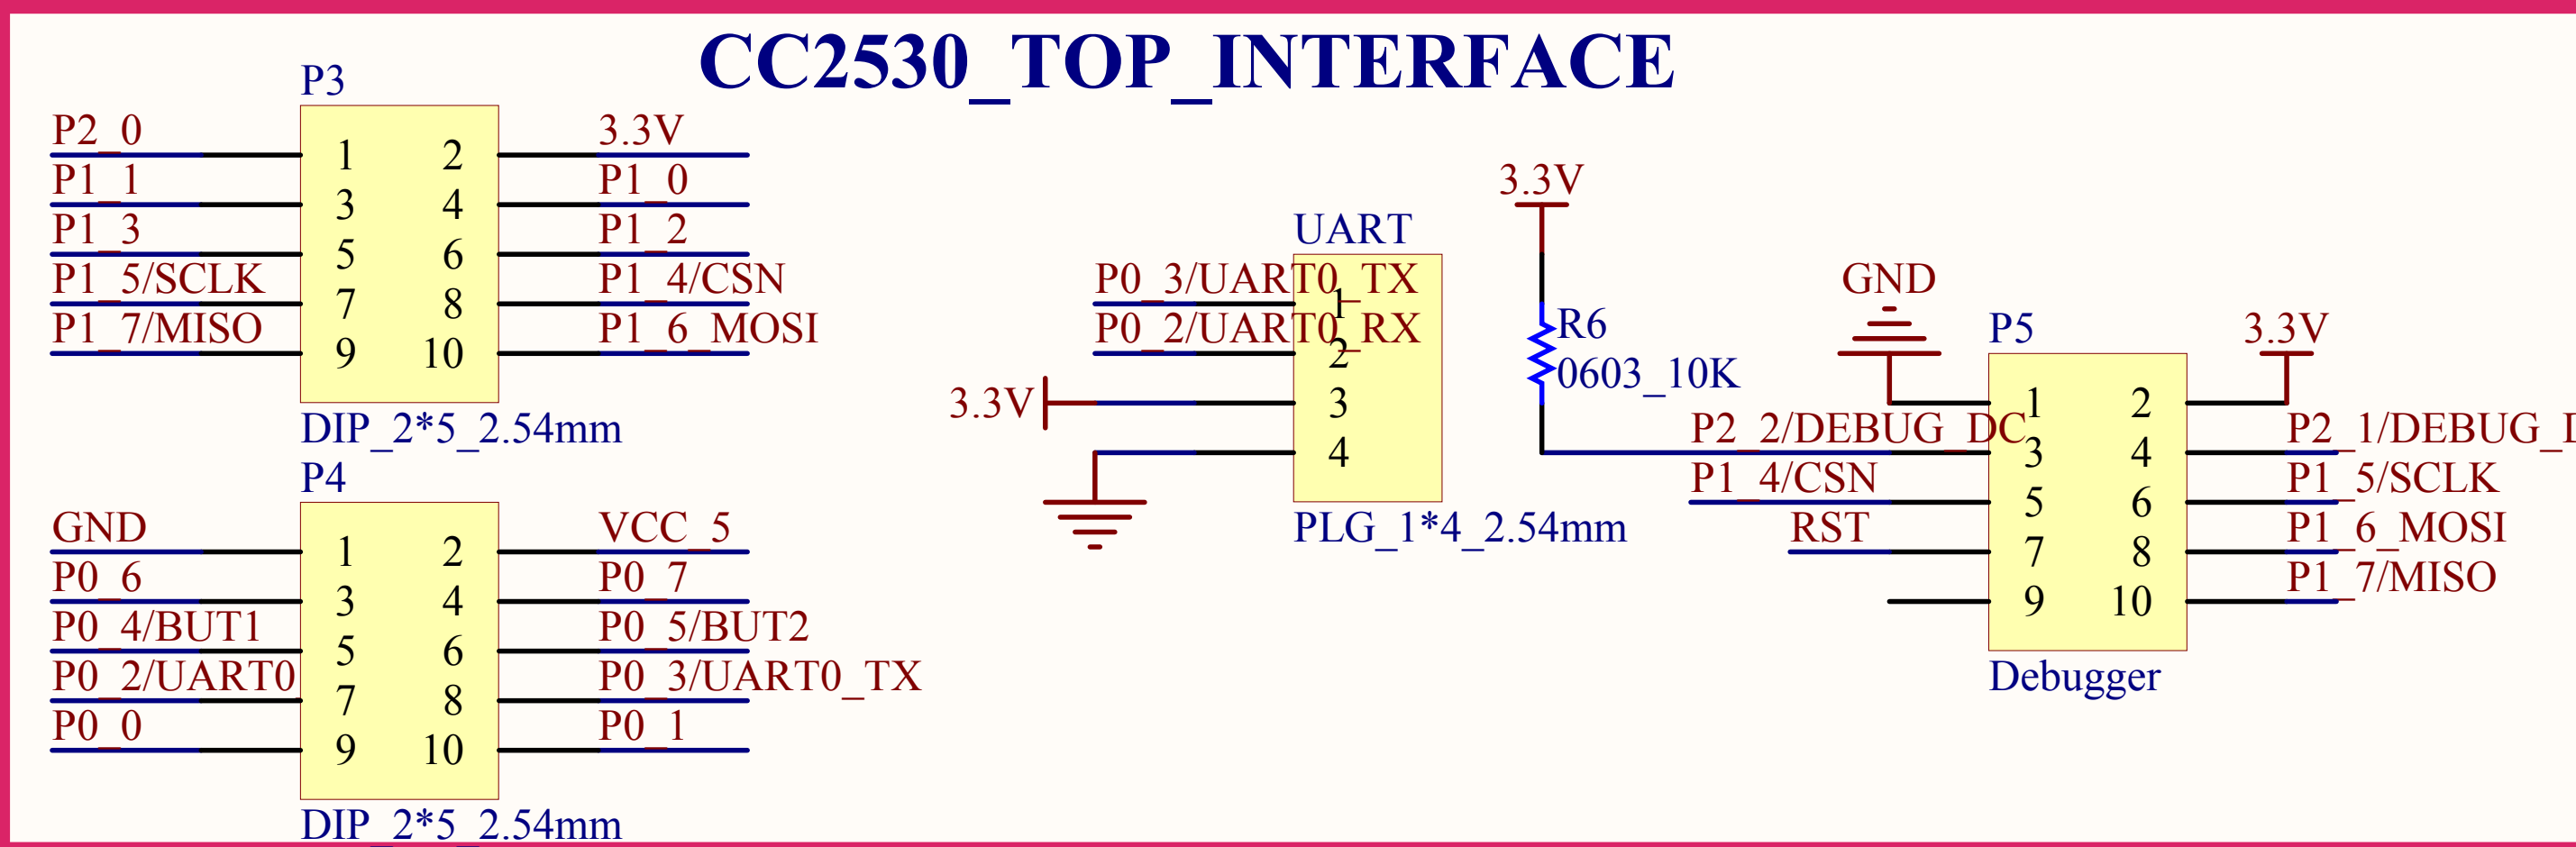 CC2530_TOP_INTERFACE
P3
P2_0 1 2 3.3V
P1_1 3 4 P1_0
P1_3 5 6 P1_2
P1_5/SCLK 7 8 P1_4/CSN
P1_7/MISO 9 10 P1_6_MOSI
DIP_2*5_2.54mm
P4
GND 1 2 VCC_5
P0_6 3 4 P0_7
P0_4/BUT1 5 6 P0_5/BUT2
P0_2/UART0 7 8 P0_3/UART0_TX
P0_0 9 10 P0_1
DIP_2*5_2.54mm
UART
P0_3/UART0_TX 1
P0_2/UART0_RX 2
3.3V 3
4
PLG_1*4_2.54mm
3.3V
R6
0603_10K
GND
P5
3.3V
1 2
P2_2/DEBUG_DC 3 4 P2_1/DEBUG_
P1_4/CSN 5 6 P1_5/SCLK
RST 7 8 P1_6_MOSI
9 10 P1_7/MISO
Debugger